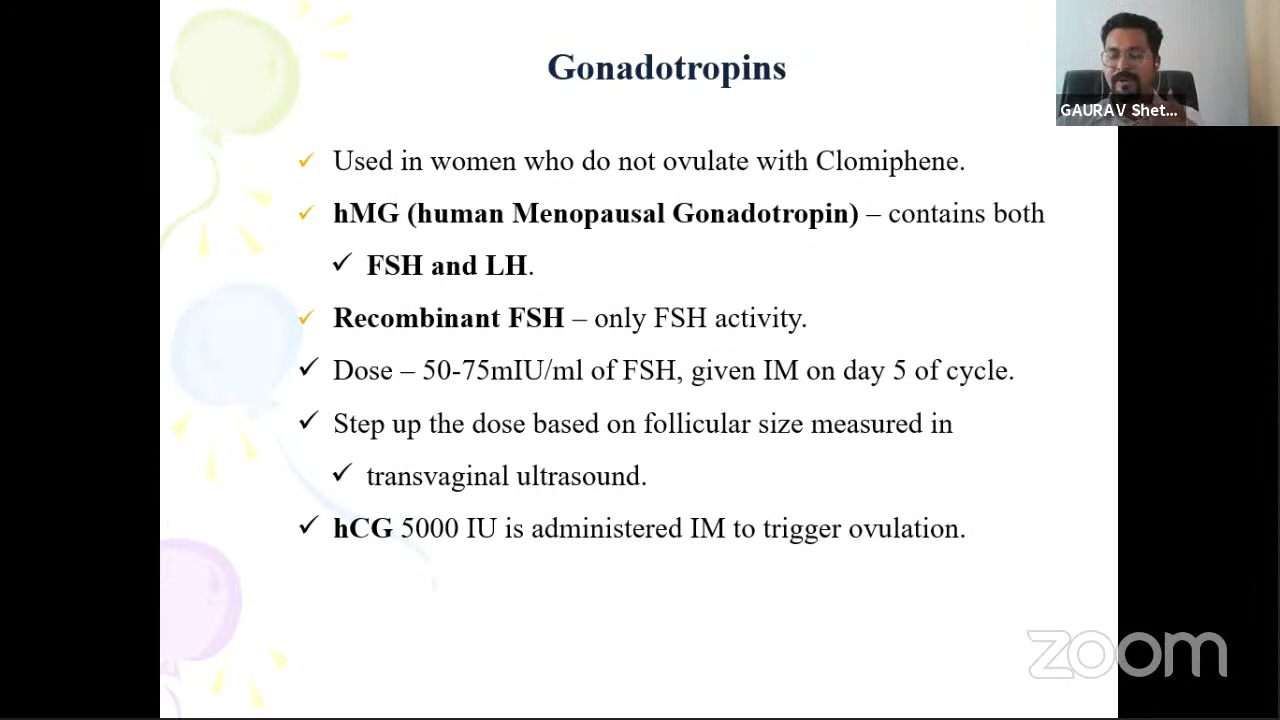 Gonadotropins
GAURAV Shet...
✓ Used in women who do not ovulate with Clomiphene.
✓ hMG (human Menopausal Gonadotropin) – contains both
✓ FSH and LH.
✓ Recombinant FSH – only FSH activity.
✓ Dose – 50-75mIU/ml of FSH, given IM on day 5 of cycle.
✓ Step up the dose based on follicular size measured in
✓ transvaginal ultrasound.
✓ hCG 5000 IU is administered IM to trigger ovulation.
zoom